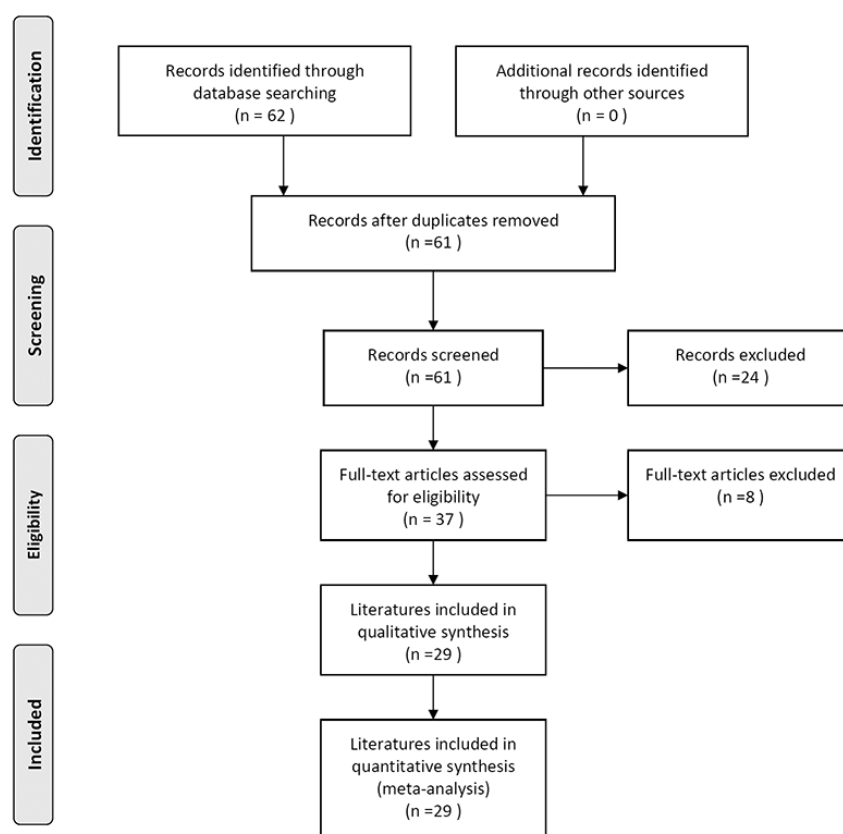 Identification
Records identified through
database searching
(n = 62 )
Additional records identified
through other sources
(n = 0 )
Records after duplicates removed
(n =61 )
Screening
Records screened
(n =61 )
Records excluded
(n =24 )
Eligibility
Full-text articles assessed
for eligibility
(n = 37 )
Full-text articles excluded
(n =8 )
Literatures included in
qualitative synthesis
(n =29 )
Included
Literatures included in
quantitative synthesis
(meta-analysis)
(n =29 )